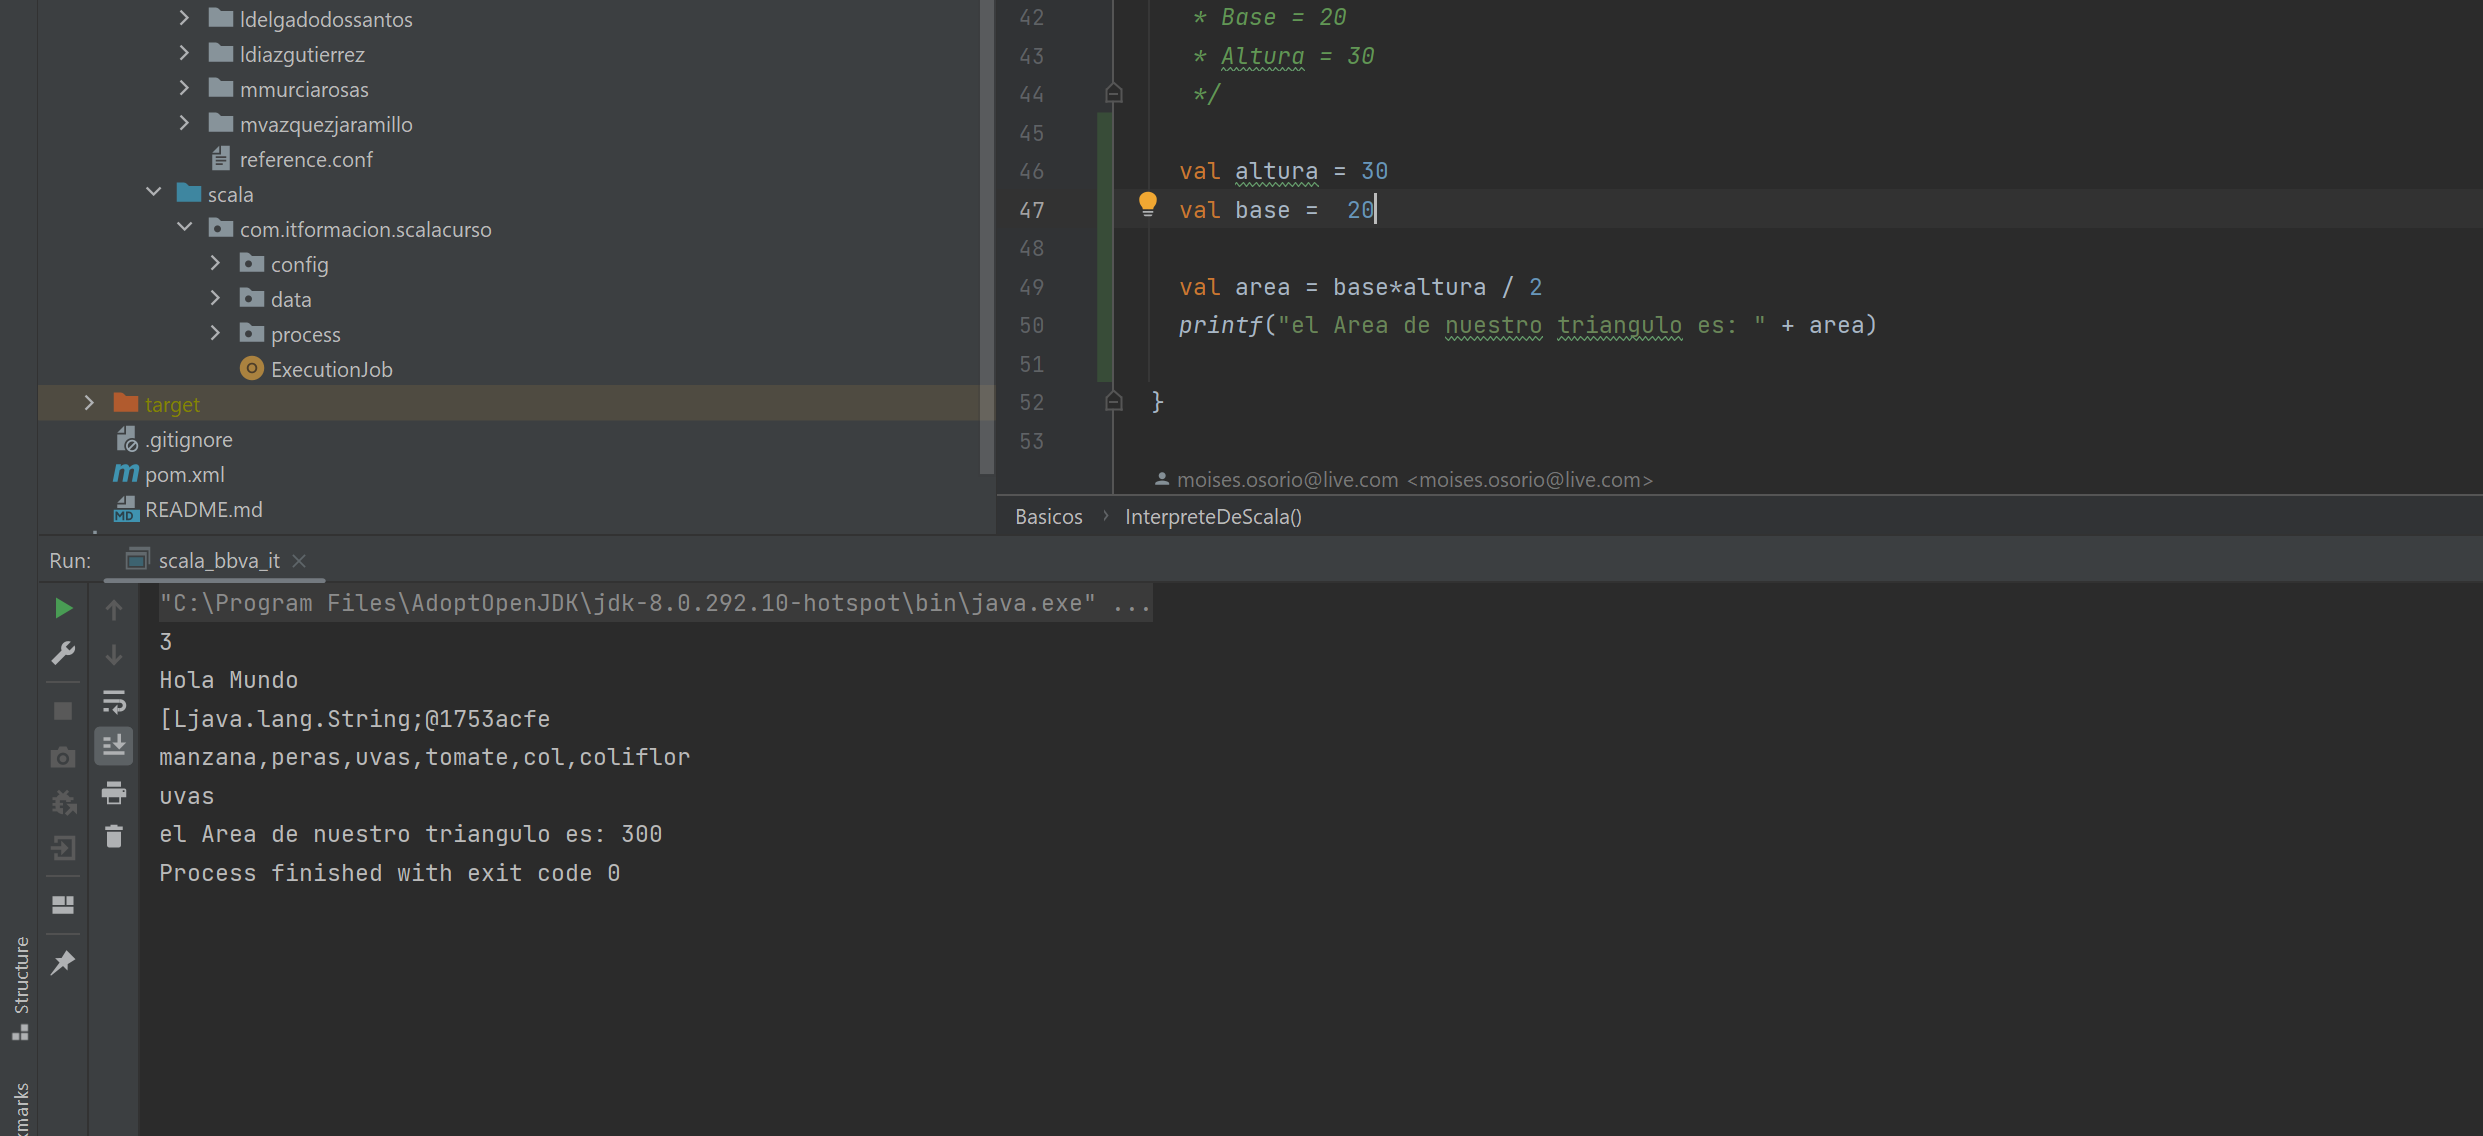 ldelgadodossantos
ldiazgutierrez
mmurciarosas
mvazquezjaramillo
reference.conf
scala
com.itformacion.scalacurso
config
data
process
ExecutionJob
target
.gitignore
pom.xml
README.md
42 * Base = 20
43 * Altura = 30
44 */
45
46 val altura = 30
47 val base =  20
48
49 val area = base*altura / 2
50 printf("el Area de nuestro triangulo es: " + area)
51
52 }
53
moises.osorio@live.com <moises.osorio@live.com>
Basicos > InterpreteDeScala()
Run: scala_bbva_it
"C:\Program Files\AdoptOpenJDK\jdk-8.0.292.10-hotspot\bin\java.exe" ...
3
Hola Mundo
[Ljava.lang.String;@1753acfe
manzana,peras,uvas,tomate,col,coliflor
uvas
el Area de nuestro triangulo es: 300
Process finished with exit code 0
Structure